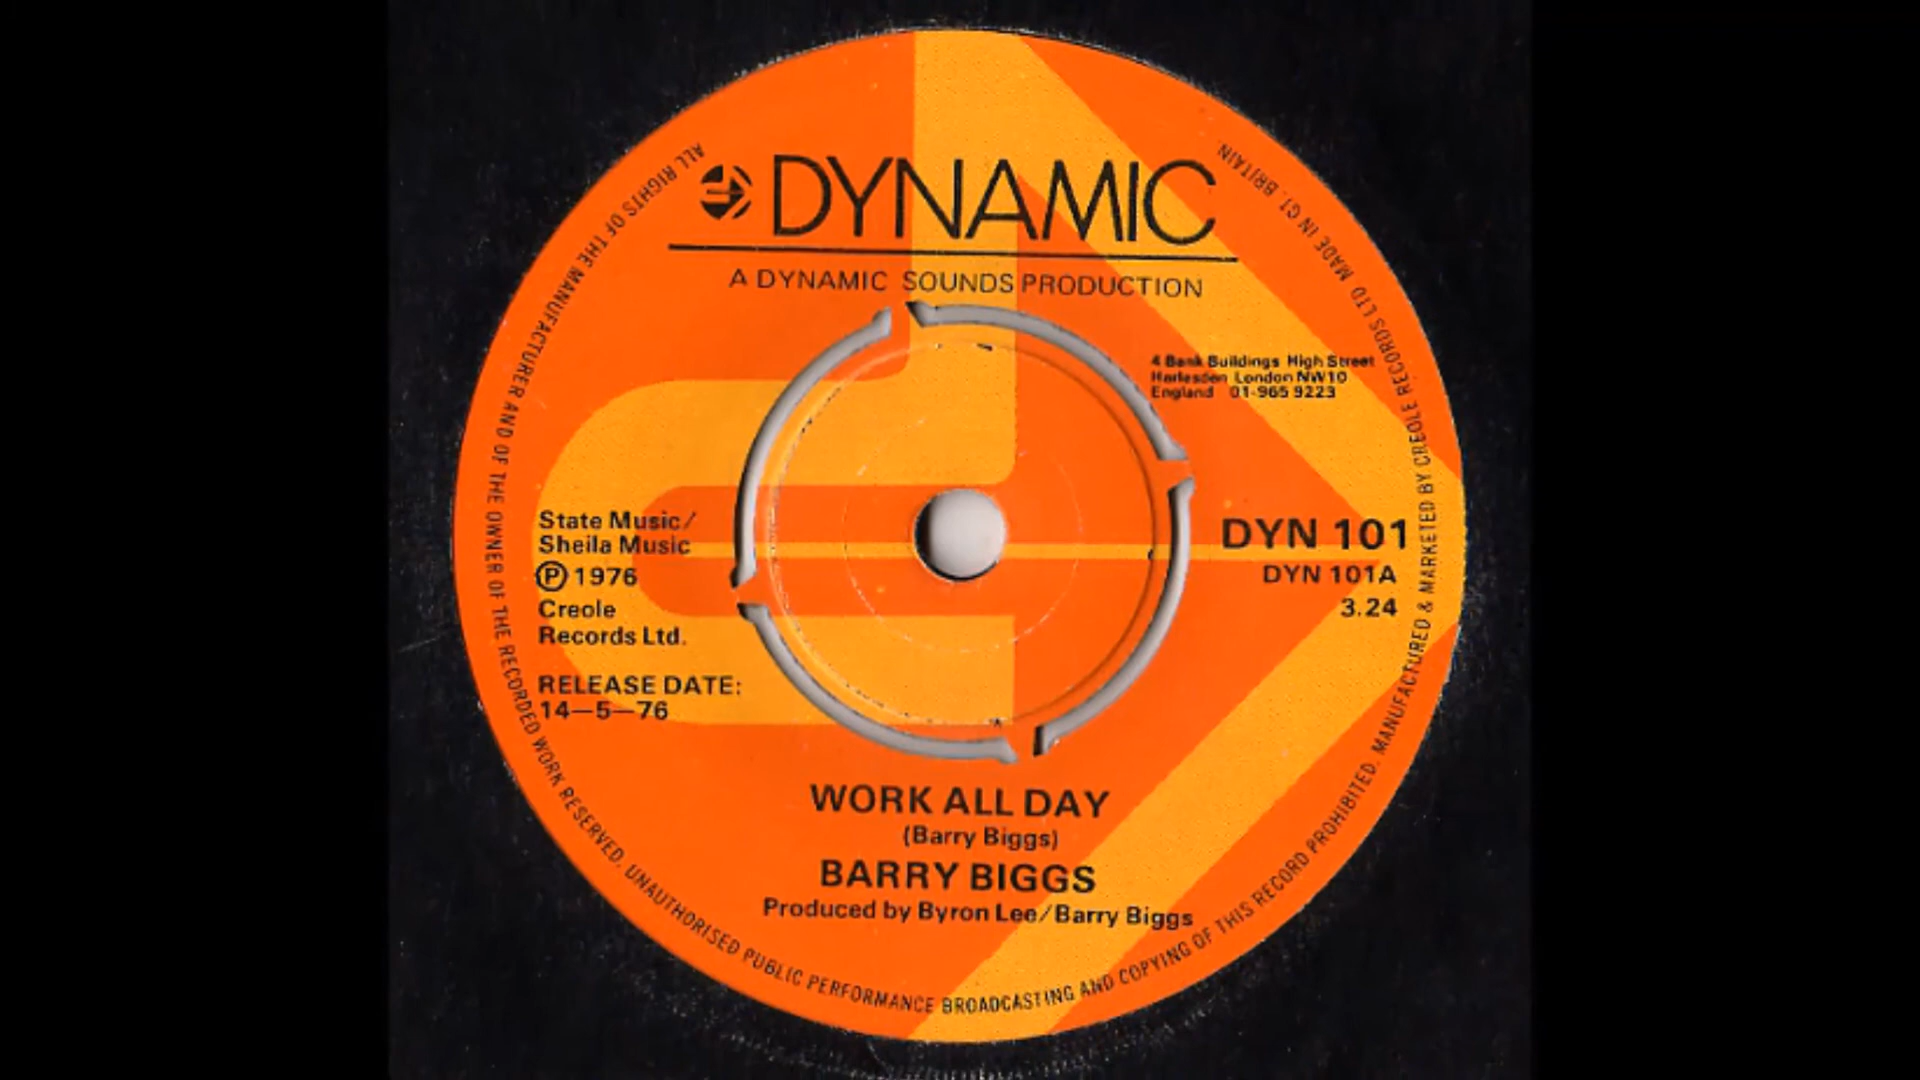 DYNAMIC
A DYNAMIC SOUNDS PRODUCTION
4 Bank Buildings High Street
Harlesden London NW10
England 01-965 9223
State Music/
Sheila Music
Ⓟ 1976
Creole
Records Ltd.
RELEASE DATE:
14—5—76
DYN 101
DYN 101A
3.24
WORK ALL DAY
(Barry Biggs)
BARRY BIGGS
Produced by Byron Lee/Barry Biggs
ALL RIGHTS OF THE MANUFACTURER AND OF THE OWNER OF THE RECORDED WORK RESERVED. UNAUTHORISED PUBLIC PERFORMANCE BROADCASTING AND COPYING OF THIS RECORD PROHIBITED. MANUFACTURED & MARKETED BY CREOLE RECORDS LTD MADE IN GT. BRITAIN.